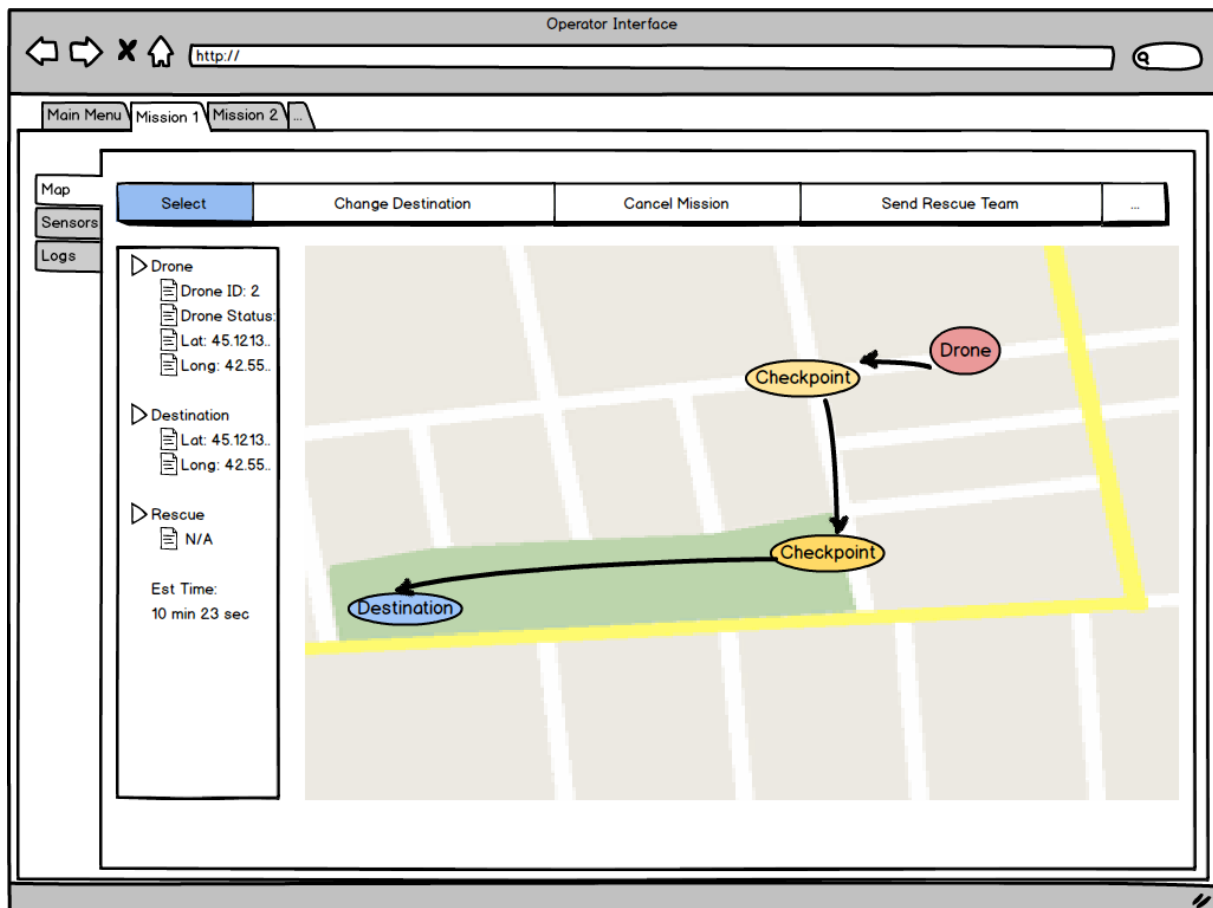 Operator Interface
http://
Main Menu
Mission 1
Mission 2
...
Map
Sensors
Logs
Select
Change Destination
Cancel Mission
Send Rescue Team
...
Drone
Drone ID: 2
Drone Status:
Lat: 45.1213..
Long: 42.55..
Destination
Lat: 45.1213..
Long: 42.55..
Rescue
N/A
Est Time:
10 min 23 sec
Drone
Checkpoint
Checkpoint
Destination